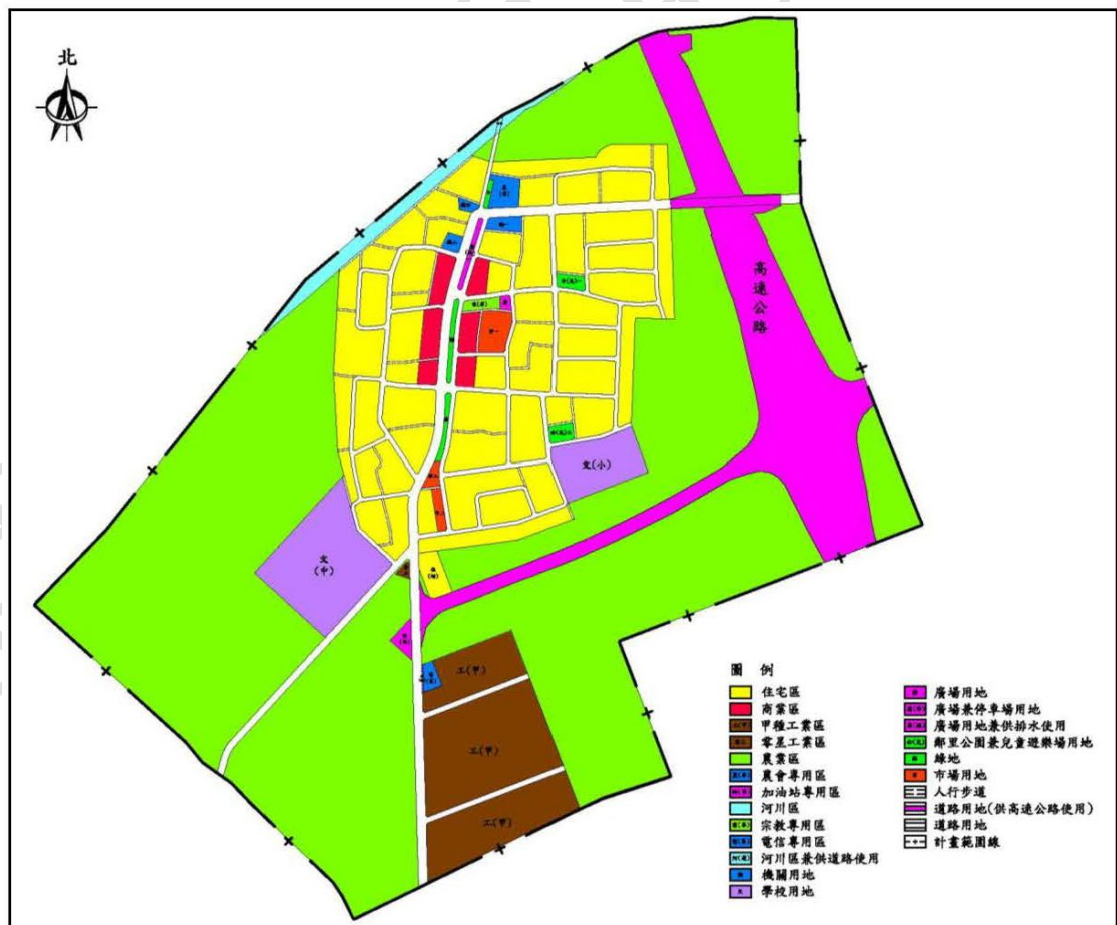 北
高速公路
文(小)
文
(中)
工(甲)
工(甲)
工(甲)
圖例
住宅區
商業區
甲種工業區
零星工業區
農業區
農會專用區
加油站專用區
河川區
宗教專用區
電信專用區
河川區兼供道路使用
機關用地
學校用地
廣場用地
廣場兼停車場用地
廣場用地兼供排水使用
鄰里公園兼兒童遊樂場用地
綠地
市場用地
人行步道
道路用地(供高速公路使用)
道路用地
計畫範圍線